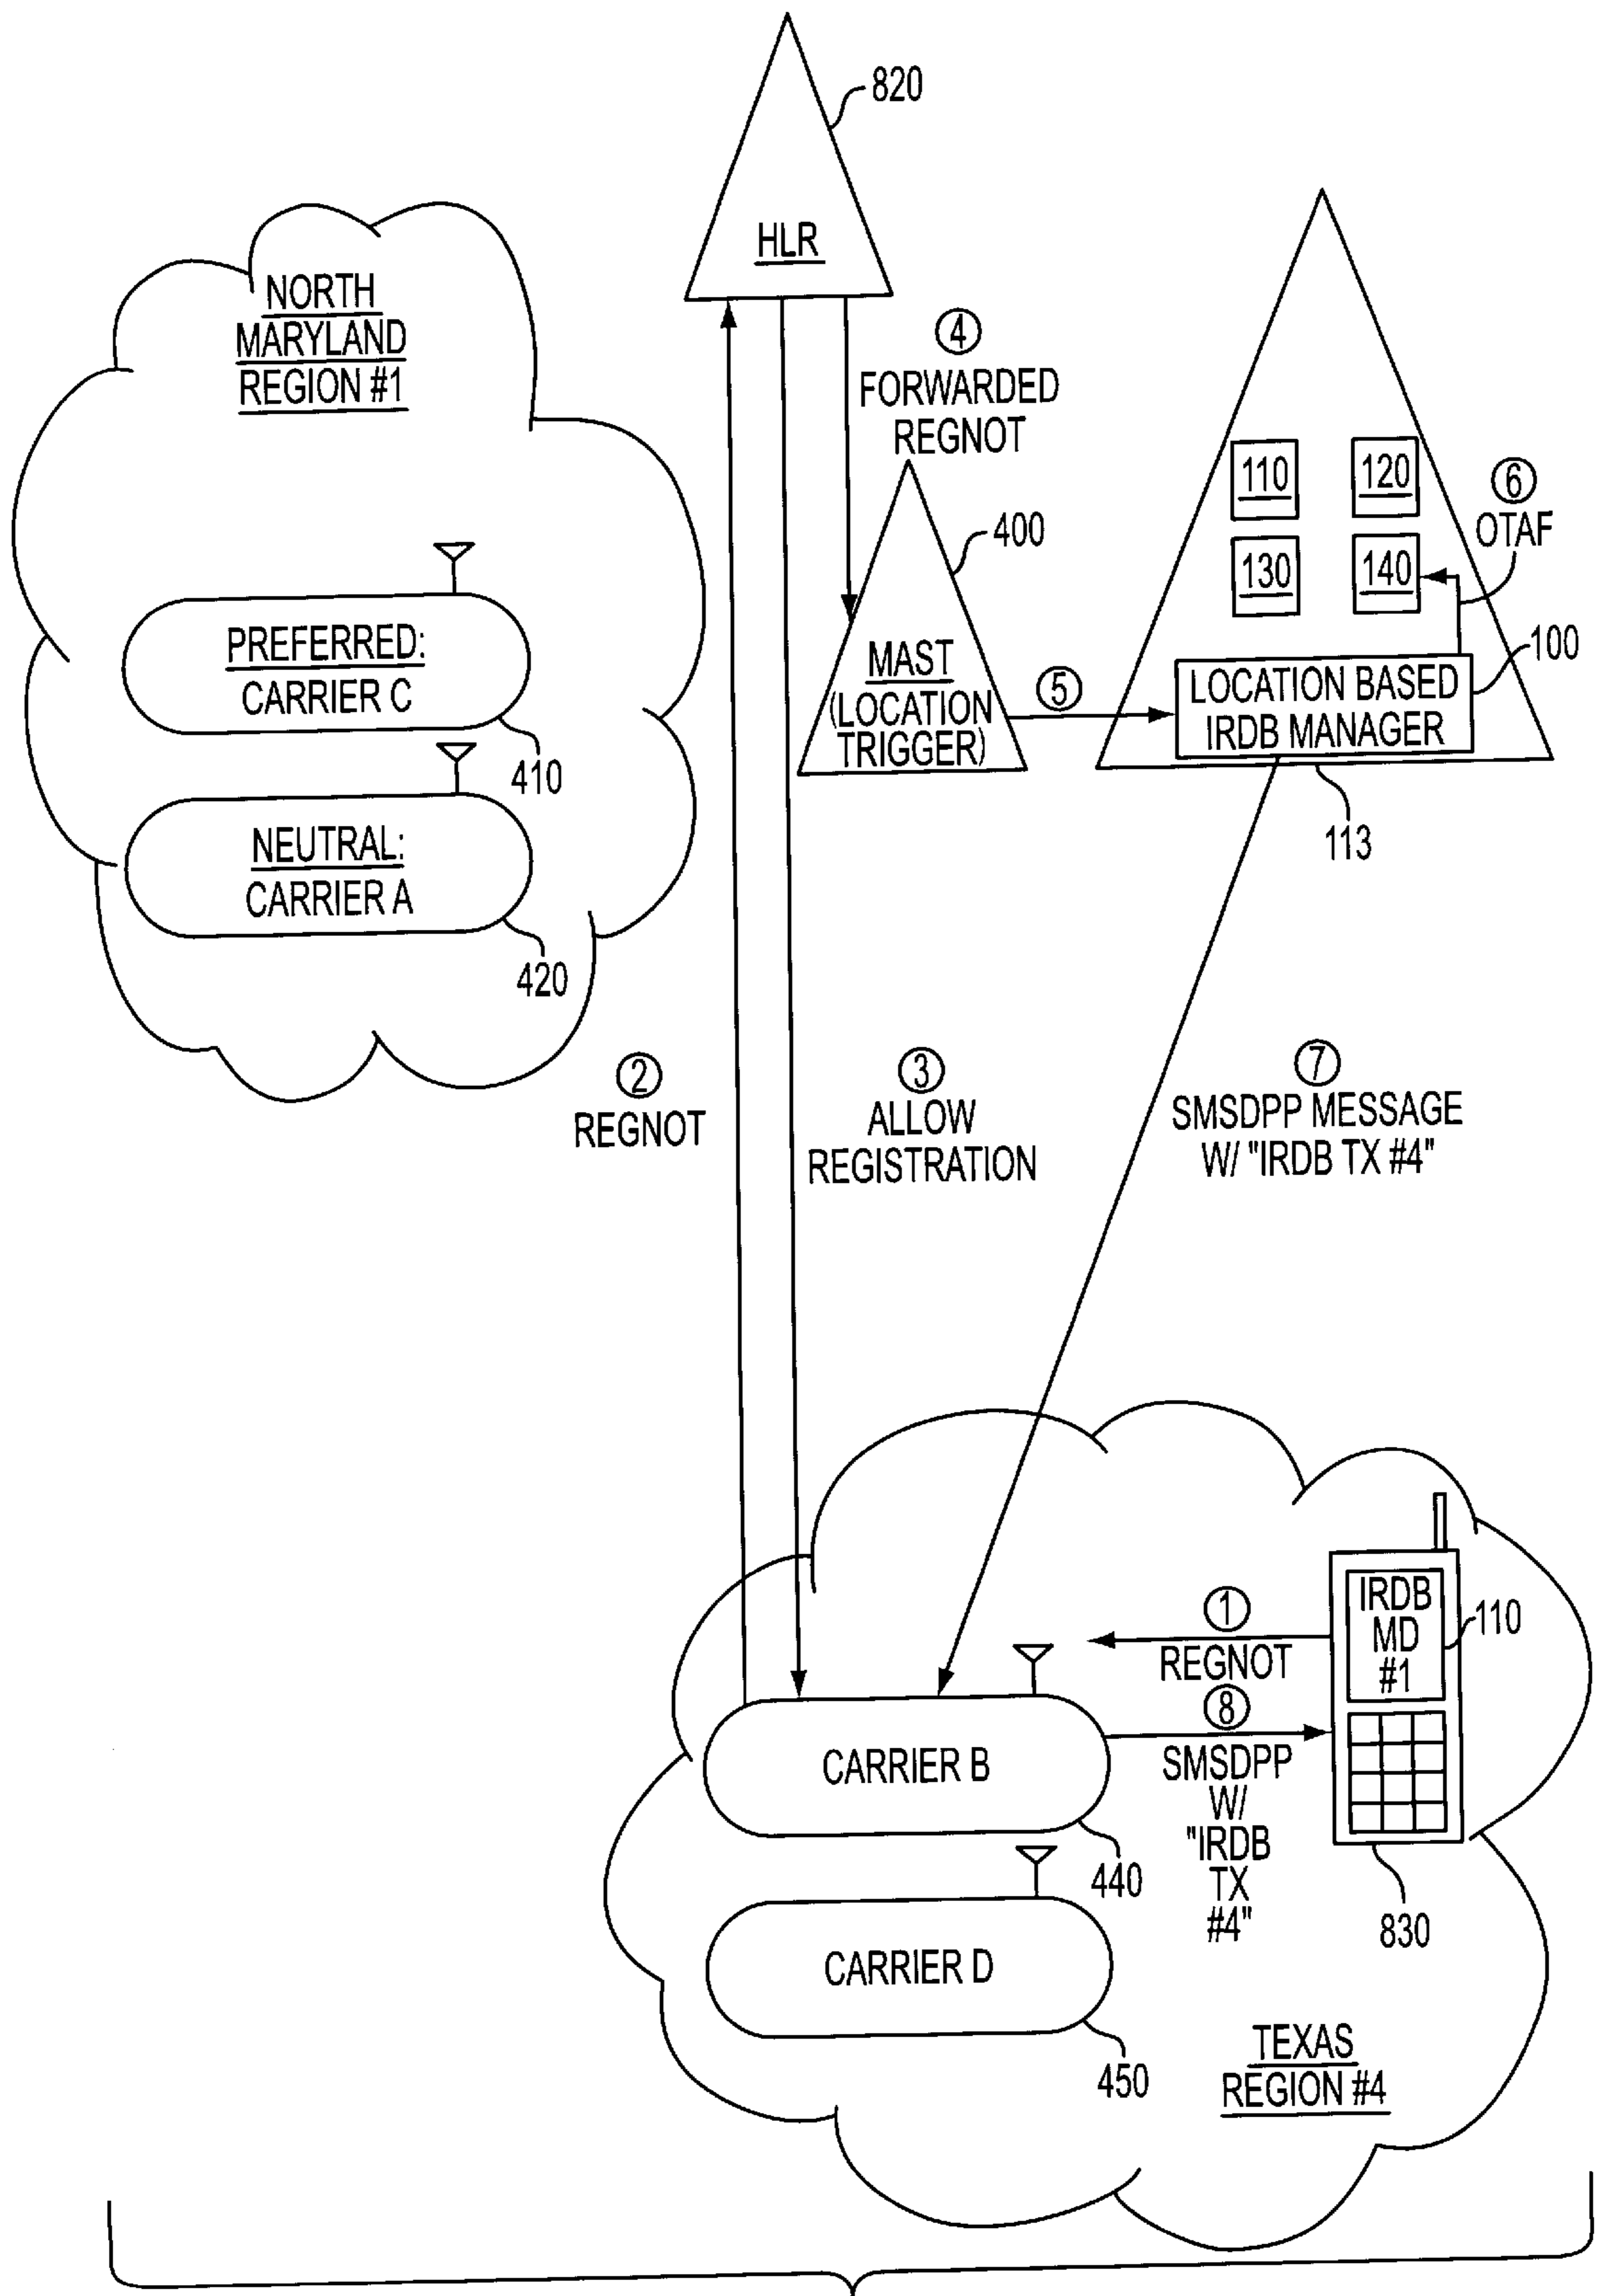 820
HLR
NORTH
MARYLAND
REGION #1
④
FORWARDED
REGNOT
400
MAST
(LOCATION
TRIGGER)
⑤
110
120
130
140
⑥
OTAF
100
LOCATION BASED
IRDB MANAGER
113
PREFERRED:
CARRIER C
410
NEUTRAL:
CARRIER A
420
②
REGNOT
③
ALLOW
REGISTRATION
⑦
SMSDPP MESSAGE
W/ "IRDB TX #4"
①
REGNOT
IRDB
MD
#1
110
⑧
SMSDPP
W/
"IRDB
TX
#4"
830
CARRIER B
440
CARRIER D
450
TEXAS
REGION #4